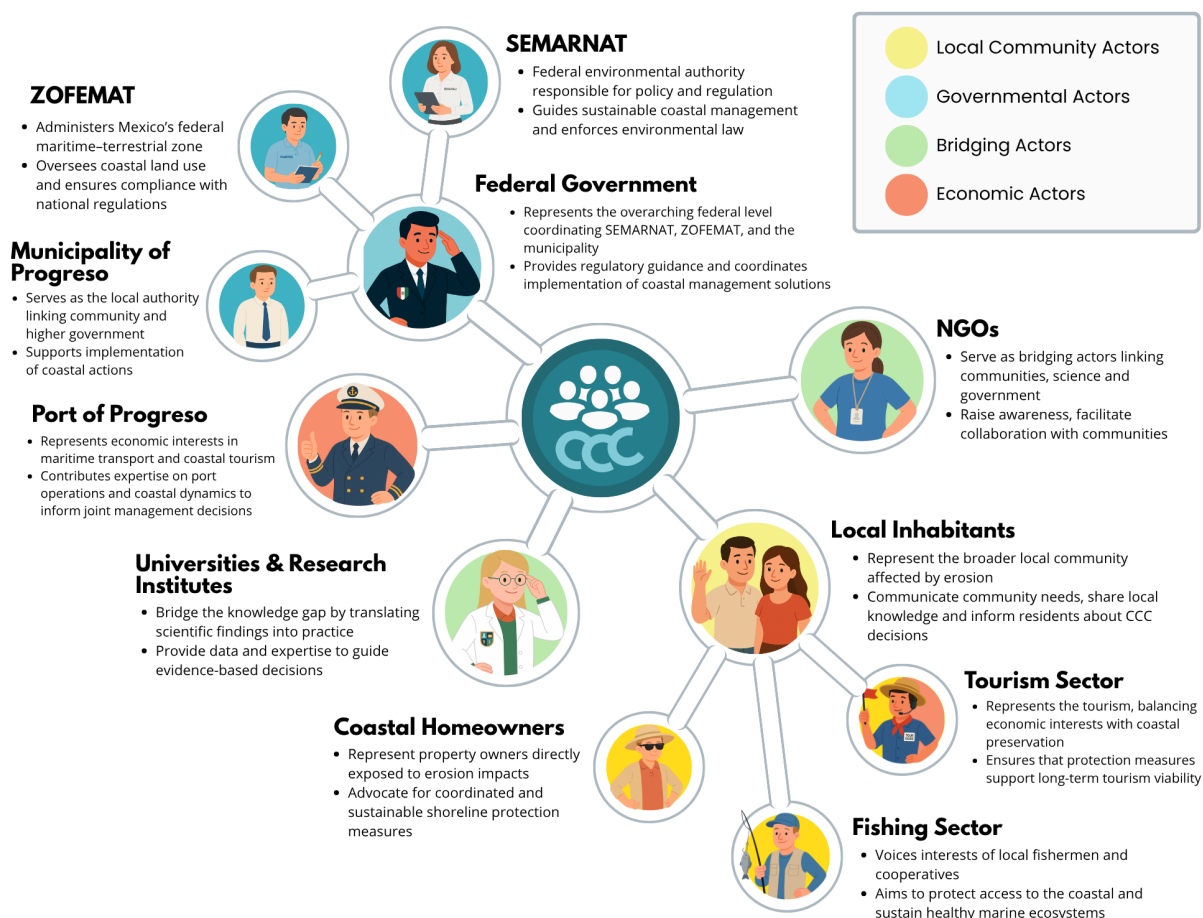 SEMARNAT
• Federal environmental authority
responsible for policy and regulation
• Guides sustainable coastal management
and enforces environmental law
Local Community Actors
Governmental Actors
Bridging Actors
Economic Actors
ZOFEMAT
• Administers Mexico’s federal
maritime–terrestrial zone
• Oversees coastal land use
and ensures compliance with
national regulations
Federal Government
• Represents the overarching federal level
coordinating SEMARNAT, ZOFEMAT, and the
municipality
• Provides regulatory guidance and coordinates
implementation of coastal management solutions
Municipality of
Progreso
• Serves as the local authority
linking community and
higher government
• Supports implementation
of coastal actions
NGOs
• Serve as bridging actors linking
communities, science and
government
• Raise awareness, facilitate
collaboration with communities
Port of Progreso
• Represents economic interests in
maritime transport and coastal tourism
• Contributes expertise on port
operations and coastal dynamics to
inform joint management decisions
CCC
Universities & Research
Institutes
• Bridge the knowledge gap by translating
scientific findings into practice
• Provide data and expertise to guide
evidence-based decisions
Local Inhabitants
• Represent the broader local community
affected by erosion
• Communicate community needs, share local
knowledge and inform residents about CCC
decisions
Tourism Sector
• Represents the tourism, balancing
economic interests with coastal
preservation
• Ensures that protection measures
support long-term tourism viability
Coastal Homeowners
• Represent property owners directly
exposed to erosion impacts
• Advocate for coordinated and
sustainable shoreline protection
measures
Fishing Sector
• Voices interests of local fishermen and
cooperatives
• Aims to protect access to the coastal and
sustain healthy marine ecosystems